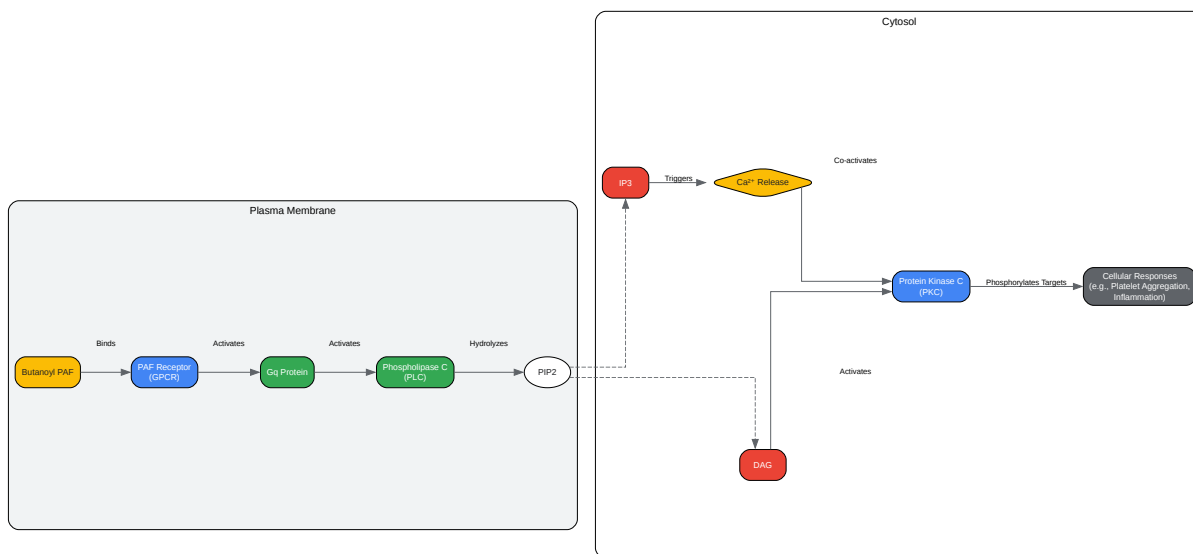 Cytosol
Co-activates
IP3
Triggers
Ca²⁺ Release
Plasma Membrane
Protein Kinase C
(PKC)
Phosphorylates Targets
Cellular Responses
(e.g., Platelet Aggregation,
Inflammation)
Binds
Activates
Activates
Hydrolyzes
Butanoyl PAF
PAF Receptor
(GPCR)
Gq Protein
Phospholipase C
(PLC)
PIP2
Activates
DAG